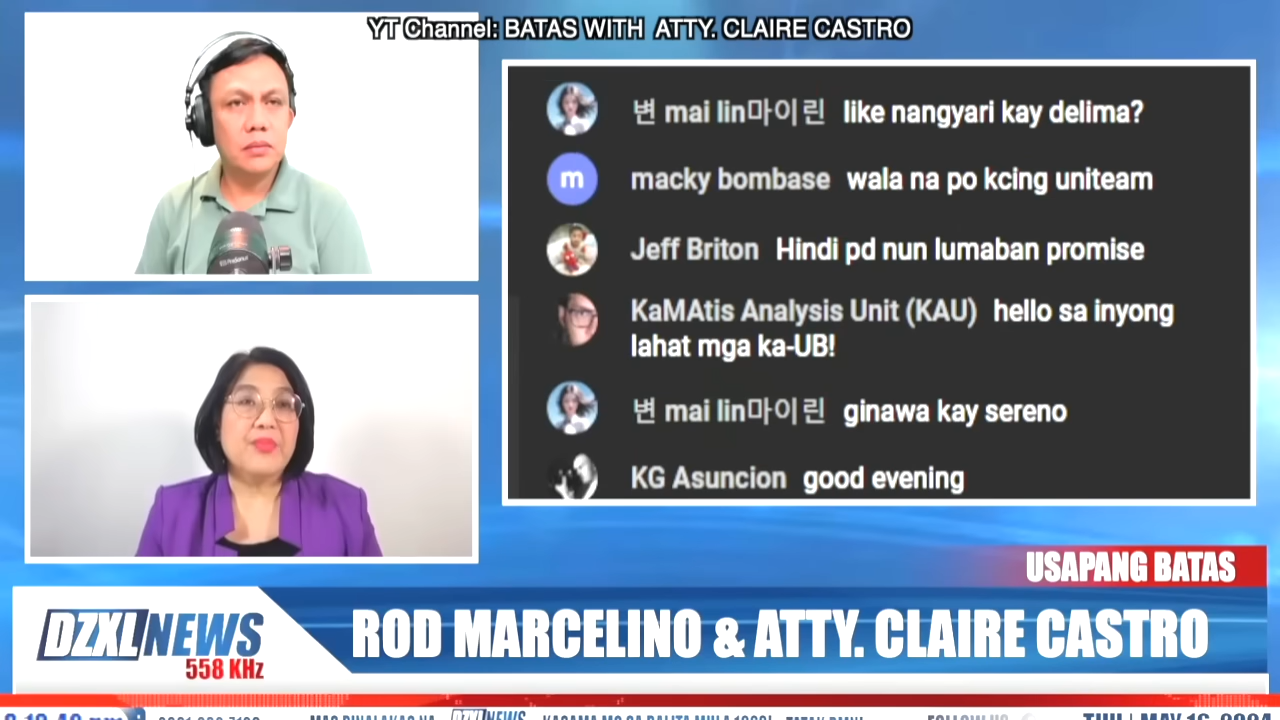 YT Channel: BATAS WITH ATTY. CLAIRE CASTRO
변 mai lin마이린 like nangyari kay delima?
m macky bombase wala na po kcing uniteam
Jeff Briton Hindi pd nun lumaban promise
KaMAtis Analysis Unit (KAU) hello sa inyong
lahat mga ka-UB!
변 mai lin마이린 ginawa kay sereno
KG Asuncion good evening
USAPANG BATAS
DZXL NEWS
558 KHz
ROD MARCELINO & ATTY. CLAIRE CASTRO
DZXL NEWS